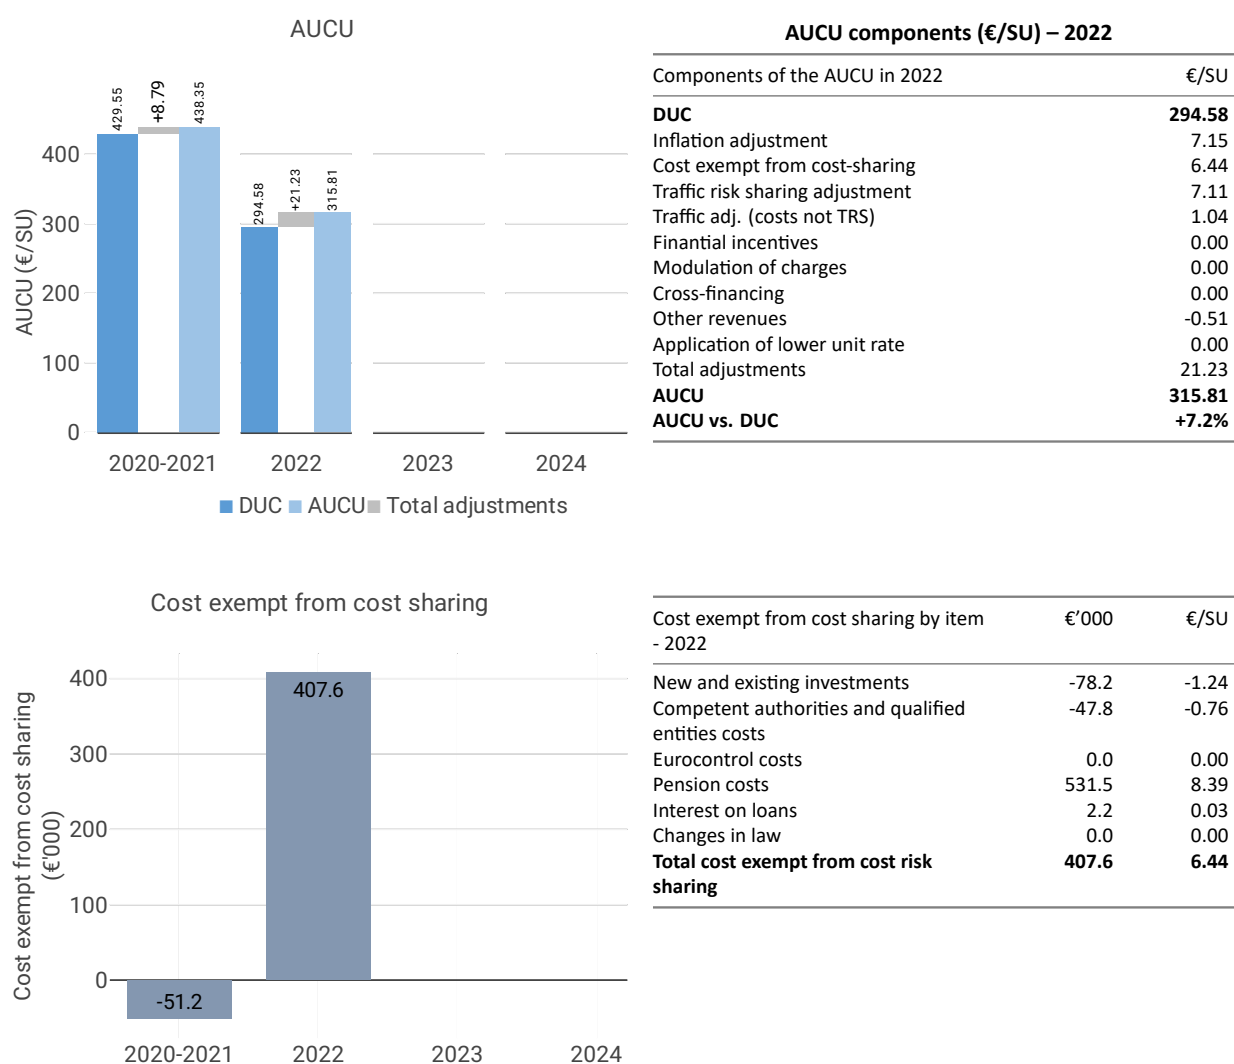 AUCU
429.55
+8.79
438.35
294.58
+21.23
315.81
AUCU (€/SU)
400
300
200
100
0
2020-2021
2022
2023
2024
DUC
AUCU
Total adjustments
AUCU components (€/SU) – 2022
Components of the AUCU in 2022 €/SU
DUC 294.58
Inflation adjustment 7.15
Cost exempt from cost-sharing 6.44
Traffic risk sharing adjustment 7.11
Traffic adj. (costs not TRS) 1.04
Finantial incentives 0.00
Modulation of charges 0.00
Cross-financing 0.00
Other revenues -0.51
Application of lower unit rate 0.00
Total adjustments 21.23
AUCU 315.81
AUCU vs. DUC +7.2%
Cost exempt from cost sharing
Cost exempt from cost sharing
(€'000)
400
300
200
100
0
407.6
-51.2
2020-2021
2022
2023
2024
Cost exempt from cost sharing by item €’000 €/SU
- 2022
New and existing investments -78.2 -1.24
Competent authorities and qualified -47.8 -0.76
entities costs
Eurocontrol costs 0.0 0.00
Pension costs 531.5 8.39
Interest on loans 2.2 0.03
Changes in law 0.0 0.00
Total cost exempt from cost risk 407.6 6.44
sharing